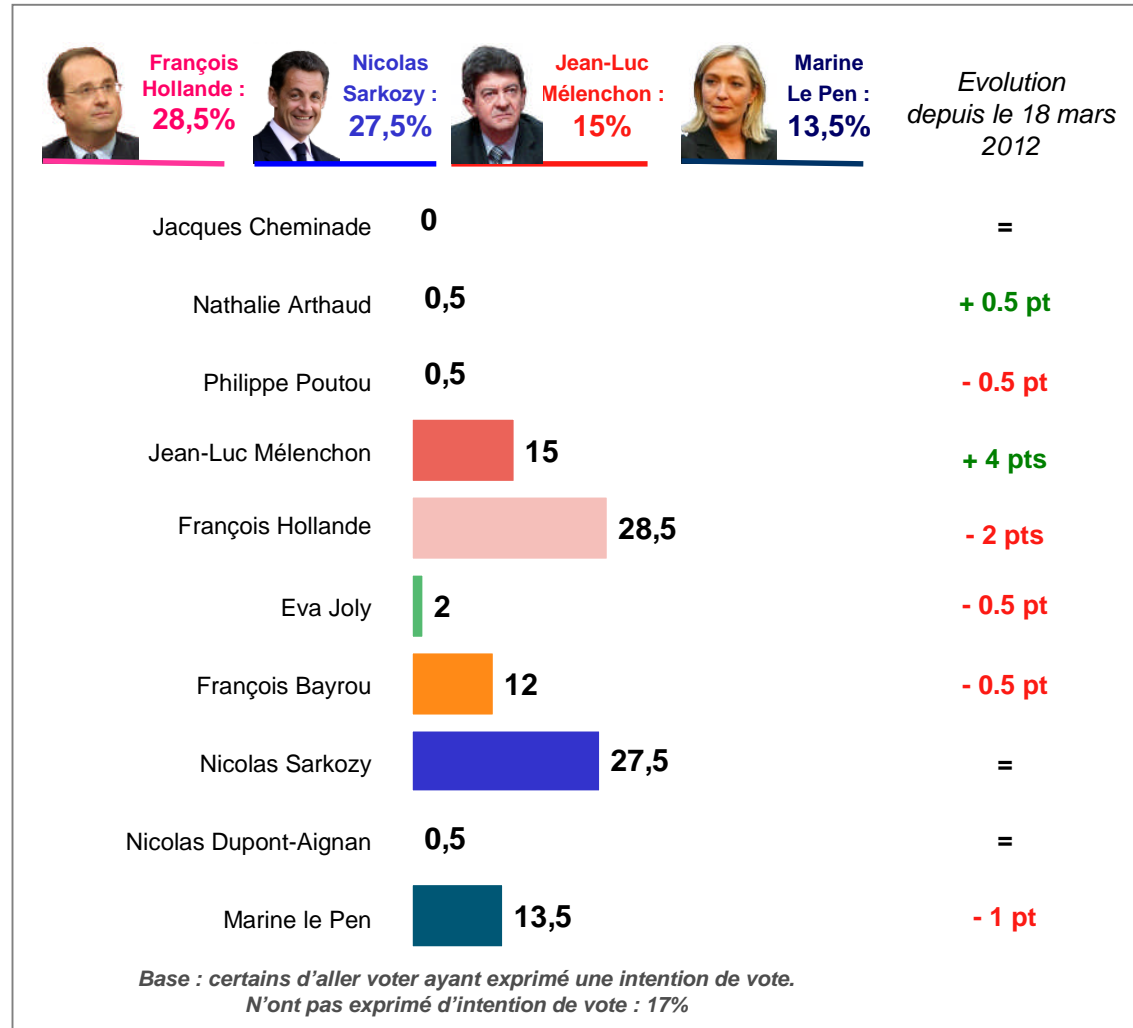 François
Hollande :
28,5%
Nicolas
Sarkozy :
27,5%
Jean-Luc
Mélenchon :
15%
Marine
Le Pen :
13,5%
Evolution
depuis le 18 mars
2012
Jacques Cheminade 0 =
Nathalie Arthaud 0,5 + 0.5 pt
Philippe Poutou 0,5 - 0.5 pt
Jean-Luc Mélenchon 15 + 4 pts
François Hollande 28,5 - 2 pts
Eva Joly 2 - 0.5 pt
François Bayrou 12 - 0.5 pt
Nicolas Sarkozy 27,5 =
Nicolas Dupont-Aignan 0,5 =
Marine le Pen 13,5 - 1 pt
Base : certains d’aller voter ayant exprimé une intention de vote.
N’ont pas exprimé d’intention de vote : 17%